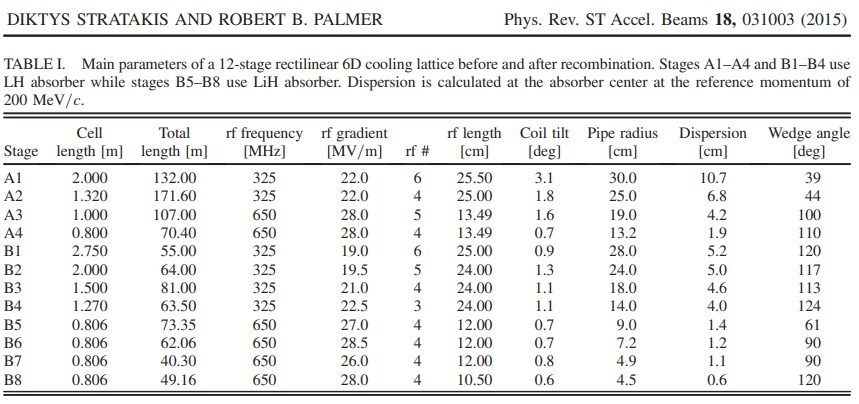 DIKTYS STRATAKIS AND ROBERT B. PALMER Phys. Rev. ST Accel. Beams 18, 031003 (2015)
TABLE I. Main parameters of a 12-stage rectilinear 6D cooling lattice before and after recombination. Stages A1–A4 and B1–B4 use
LH absorber while stages B5–B8 use LiH absorber. Dispersion is calculated at the absorber center at the reference momentum of
200 MeV/c.
Cell Total rf frequency rf gradient rf length Coil tilt Pipe radius Dispersion Wedge angle
Stage length [m] length [m] [MHz] [MV/m] rf # [cm] [deg] [cm] [cm] [deg]
A1 2.000 132.00 325 22.0 6 25.50 3.1 30.0 10.7 39
A2 1.320 171.60 325 22.0 4 25.00 1.8 25.0 6.8 44
A3 1.000 107.00 650 28.0 5 13.49 1.6 19.0 4.2 100
A4 0.800 70.40 650 28.0 4 13.49 0.7 13.2 1.9 110
B1 2.750 55.00 325 19.0 6 25.00 0.9 28.0 5.2 120
B2 2.000 64.00 325 19.5 5 24.00 1.3 24.0 5.0 117
B3 1.500 81.00 325 21.0 4 24.00 1.1 18.0 4.6 113
B4 1.270 63.50 325 22.5 3 24.00 1.1 14.0 4.0 124
B5 0.806 73.35 650 27.0 4 12.00 0.7 9.0 1.4 61
B6 0.806 62.06 650 28.5 4 12.00 0.7 7.2 1.2 90
B7 0.806 40.30 650 26.0 4 12.00 0.8 4.9 1.1 90
B8 0.806 49.16 650 28.0 4 10.50 0.6 4.5 0.6 120